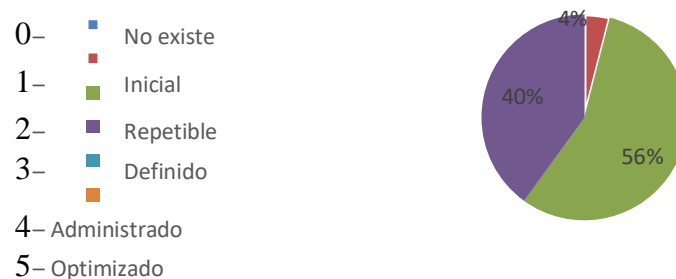 0– No existe
1– Inicial
2– Repetible
3– Definido
4– Administrado
5– Optimizado
4%
40%
56%